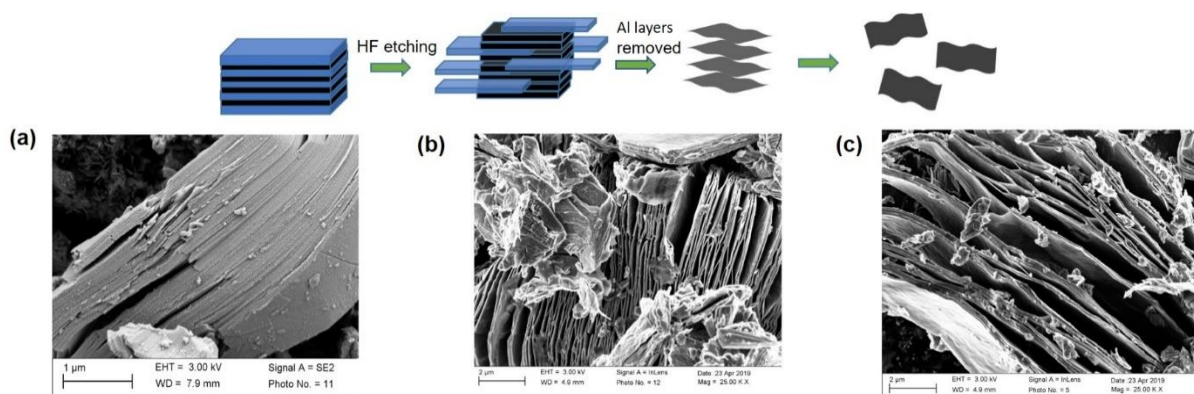 HF etching
Al layers
removed
(a)
(b)
(c)
1 µm
EHT = 3.00 kV
Signal A = SE2
WD = 7.9 mm
Photo No. = 11
2 µm
EHT = 3.00 kV
Signal A = InLens
Date :23 Apr 2019
WD = 4.9 mm
Photo No. = 12
Mag = 25.00 K X
2 µm
EHT = 3.00 kV
Signal A = InLens
Date :23 Apr 2019
WD = 4.9 mm
Photo No. = 5
Mag = 25.00 K X